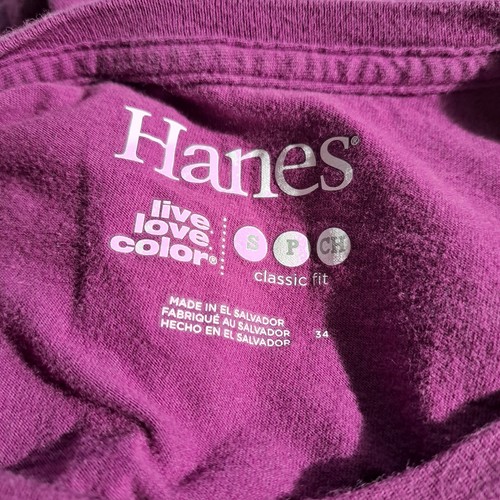 Hanes®
live.
love.
color®
S P CH
classic fit
MADE IN EL SALVADOR
FABRIQUÉ AU SALVADOR
HECHO EN EL SALVADOR 34